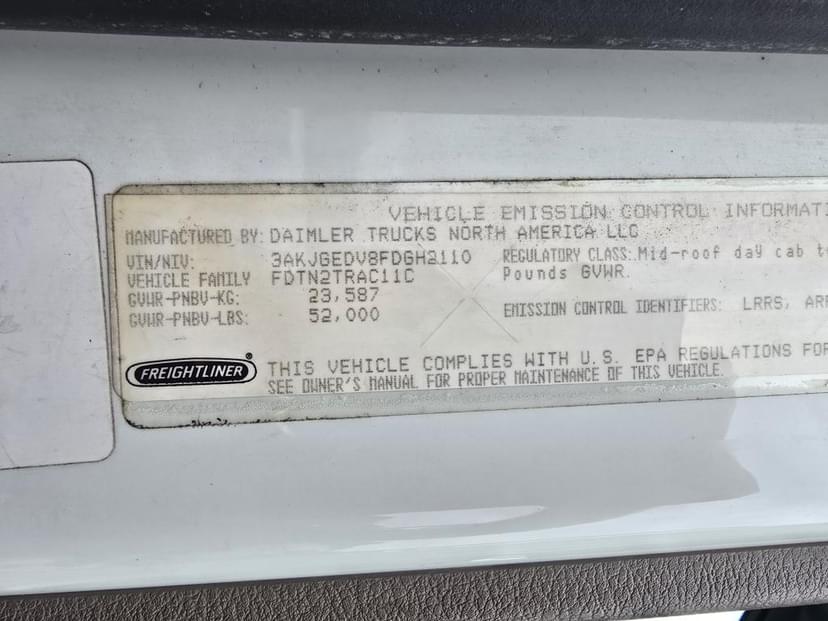 VEHICLE EMISSION CONTROL INFORMATI
MANUFACTURED BY: DAIMLER TRUCKS NORTH AMERICA LLC
VIN/NIV: 3AKJGEDV8FDGH2110 REGULATORY CLASS: Mid-roof day cab t
VEHICLE FAMILY FDTN2TRAC11C Pounds GVWR.
GVWR-PNBV-KG: 23,587
GVWR-PNBV-LBS: 52,000 EMISSION CONTROL IDENTIFIERS: LRRS, AR
FREIGHTLINER®
THIS VEHICLE COMPLIES WITH U.S. EPA REGULATIONS FOR
SEE OWNER'S MANUAL FOR PROPER MAINTENANCE OF THIS VEHICLE.